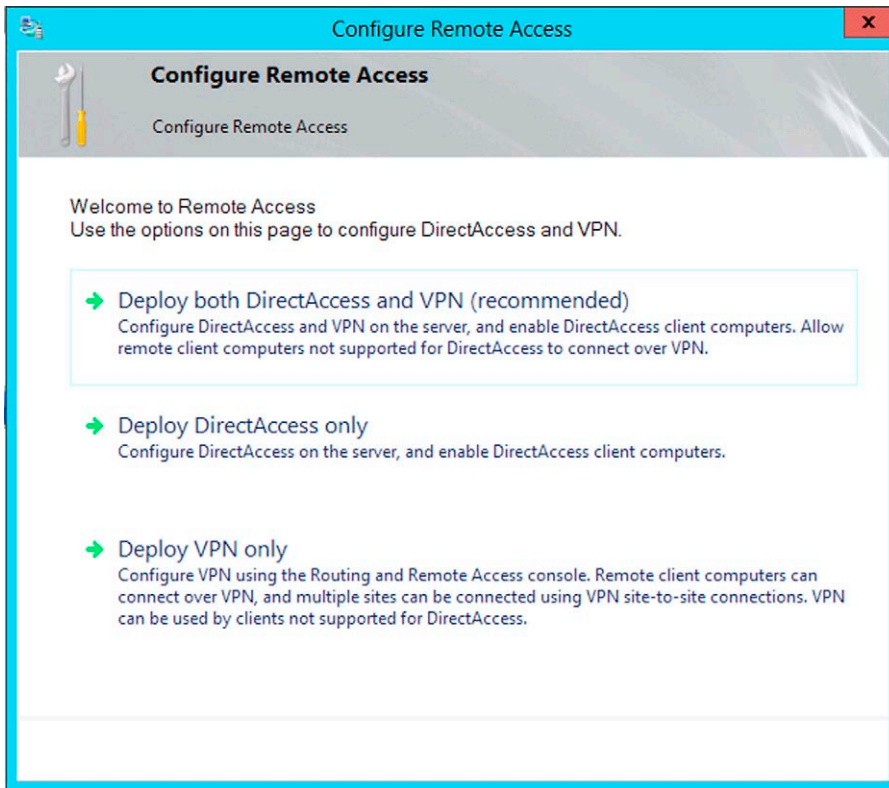 Configure Remote Access
x
Configure Remote Access
Configure Remote Access
Welcome to Remote Access
Use the options on this page to configure DirectAccess and VPN.
Deploy both DirectAccess and VPN (recommended)
Configure DirectAccess and VPN on the server, and enable DirectAccess client computers. Allow
remote client computers not supported for DirectAccess to connect over VPN.
Deploy DirectAccess only
Configure DirectAccess on the server, and enable DirectAccess client computers.
Deploy VPN only
Configure VPN using the Routing and Remote Access console. Remote client computers can
connect over VPN, and multiple sites can be connected using VPN site-to-site connections. VPN
can be used by clients not supported for DirectAccess.